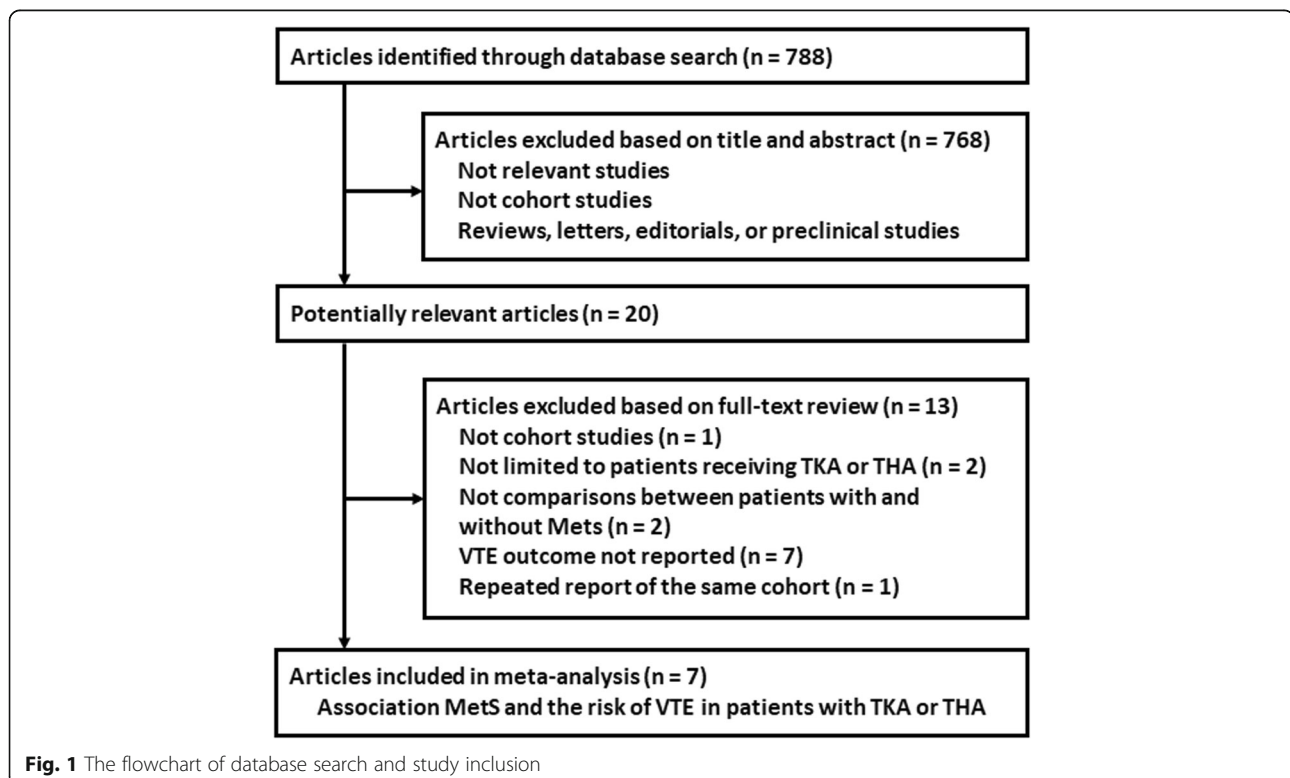 Articles identified through database search (n = 788)
Articles excluded based on title and abstract (n = 768)
Not relevant studies
Not cohort studies
Reviews, letters, editorials, or preclinical studies
Potentially relevant articles (n = 20)
Articles excluded based on full-text review (n = 13)
Not cohort studies (n = 1)
Not limited to patients receiving TKA or THA (n = 2)
Not comparisons between patients with and
without Mets (n = 2)
VTE outcome not reported (n = 7)
Repeated report of the same cohort (n = 1)
Articles included in meta-analysis (n = 7)
Association MetS and the risk of VTE in patients with TKA or THA
Fig. 1 The flowchart of database search and study inclusion